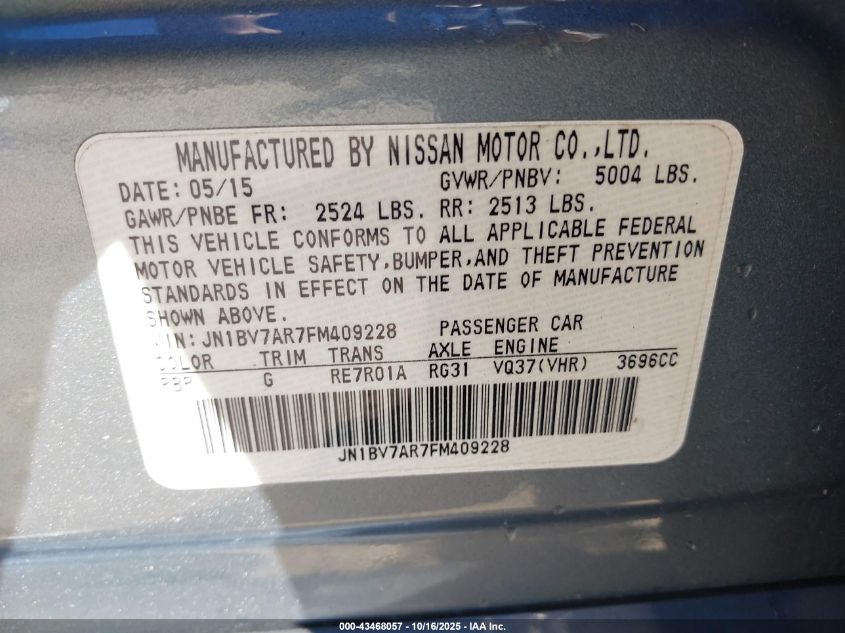 MANUFACTURED BY NISSAN MOTOR CO.,LTD.
DATE: 05/15 GVWR/PNBV: 5004 LBS.
GAWR/PNBE FR: 2524 LBS. RR: 2513 LBS.
THIS VEHICLE CONFORMS TO ALL APPLICABLE FEDERAL
MOTOR VEHICLE SAFETY,BUMPER,AND THEFT PREVENTION
STANDARDS IN EFFECT ON THE DATE OF MANUFACTURE
SHOWN ABOVE.
VIN: JN1BV7AR7FM409228 PASSENGER CAR
COLOR TRIM TRANS AXLE ENGINE
G RE7R01A RG31 VQ37(VHR) 3696CC
JN1BV7AR7FM409228
000-43468057 - 10/16/2025 - IAA Inc.